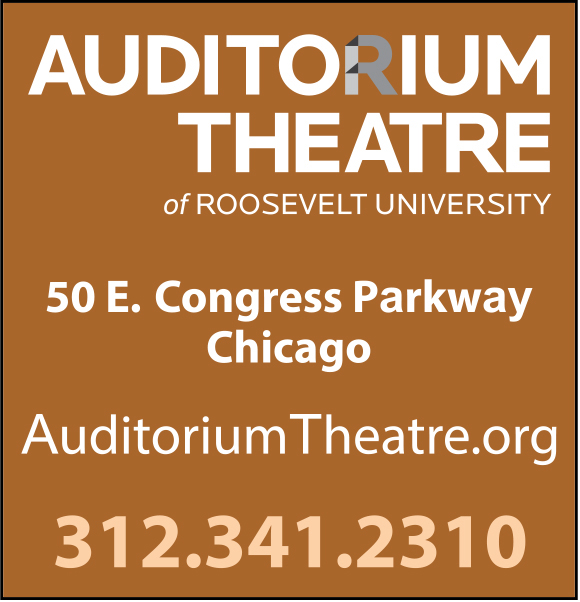 AUDITORIUM
THEATRE
of ROOSEVELT UNIVERSITY
50 E. Congress Parkway
Chicago
AuditoriumTheatre.org
312.341.2310